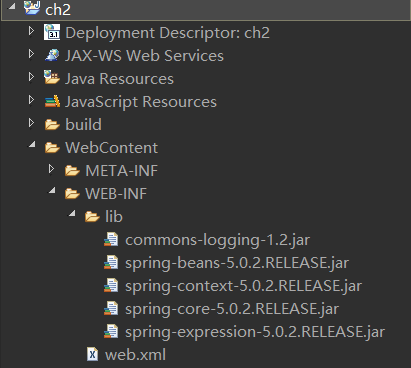 ch2
Deployment Descriptor: ch2
JAX-WS Web Services
Java Resources
JavaScript Resources
build
WebContent
META-INF
WEB-INF
lib
commons-logging-1.2.jar
spring-beans-5.0.2.RELEASE.jar
spring-context-5.0.2.RELEASE.jar
spring-core-5.0.2.RELEASE.jar
spring-expression-5.0.2.RELEASE.jar
web.xml